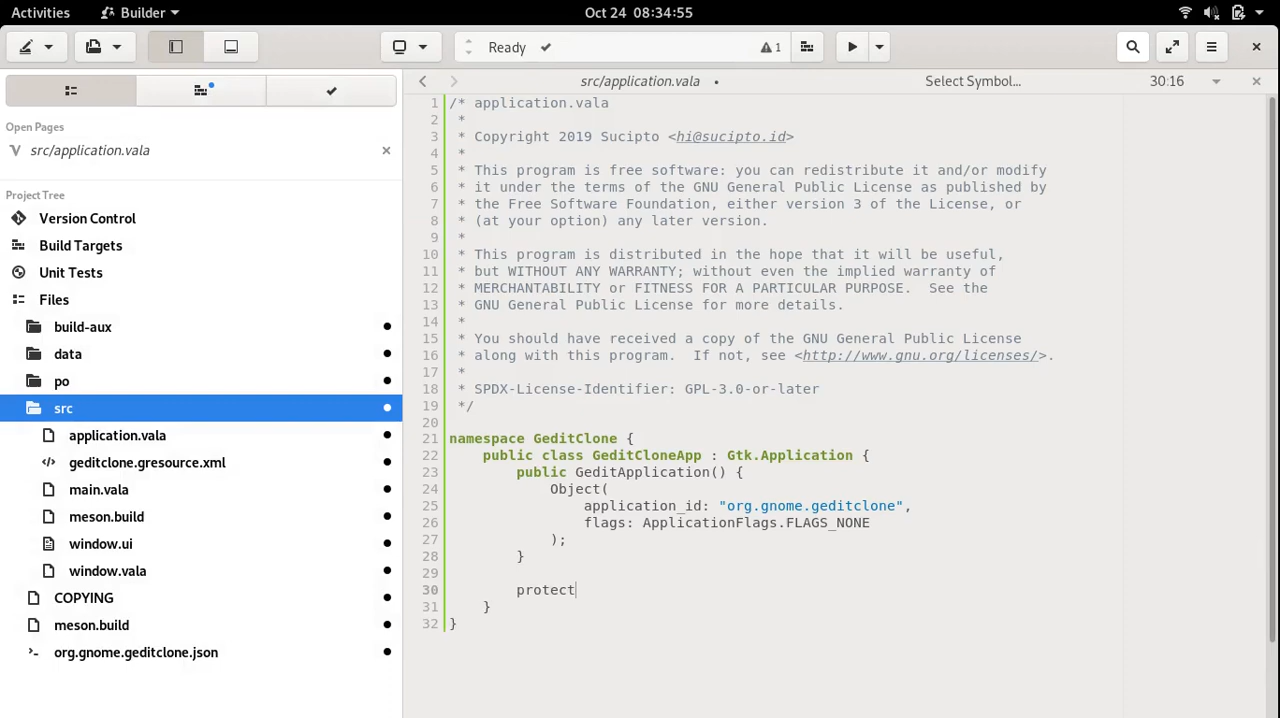 Activities
Builder
Oct 24 08:34:55
Ready
1
Open Pages
src/application.vala
Project Tree
Version Control
Build Targets
Unit Tests
Files
build-aux
data
po
src
application.vala
geditclone.gresource.xml
main.vala
meson.build
window.ui
window.vala
COPYING
meson.build
org.gnome.geditclone.json
src/application.vala •
Select Symbol...
30:16
1 /* application.vala
2 *
3 * Copyright 2019 Sucipto <hi@sucipto.id>
4 *
5 * This program is free software: you can redistribute it and/or modify
6 * it under the terms of the GNU General Public License as published by
7 * the Free Software Foundation, either version 3 of the License, or
8 * (at your option) any later version.
9 *
10 * This program is distributed in the hope that it will be useful,
11 * but WITHOUT ANY WARRANTY; without even the implied warranty of
12 * MERCHANTABILITY or FITNESS FOR A PARTICULAR PURPOSE.  See the
13 * GNU General Public License for more details.
14 *
15 * You should have received a copy of the GNU General Public License
16 * along with this program.  If not, see <http://www.gnu.org/licenses/>.
17 *
18 * SPDX-License-Identifier: GPL-3.0-or-later
19 */
20
21 namespace GeditClone {
22     public class GeditCloneApp : Gtk.Application {
23         public GeditApplication() {
24             Object(
25                 application_id: "org.gnome.geditclone",
26                 flags: ApplicationFlags.FLAGS_NONE
27             );
28         }
29
30         protect
31     }
32 }